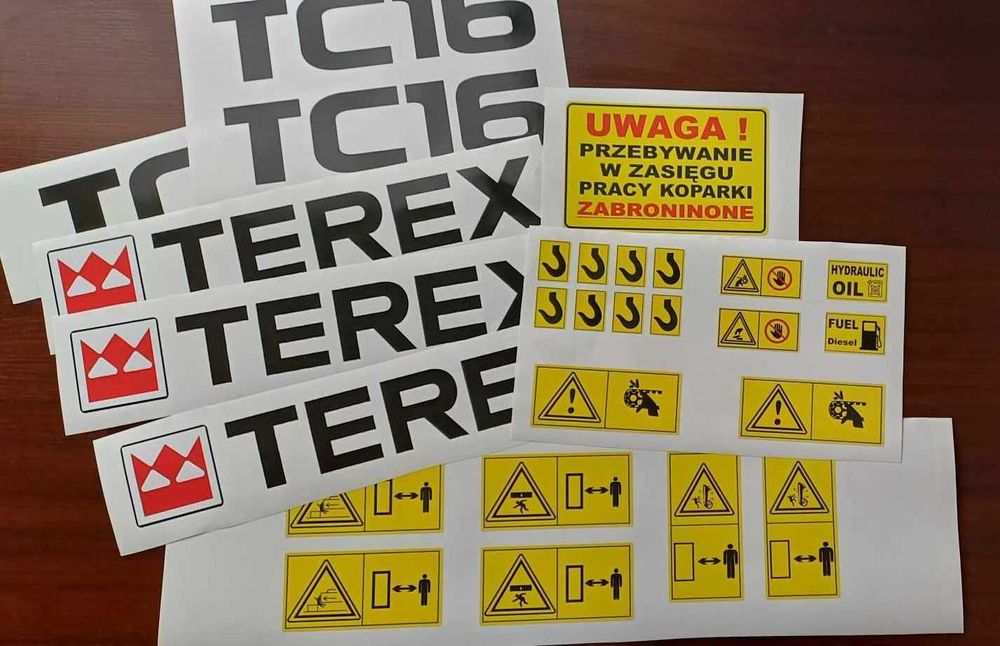 TC16
TC16
TC
TEREX
TEREX
TERE
UWAGA !
PRZEBYWANIE
W ZASIĘGU
PRACY KOPARKI
ZABRONINONE
HYDRAULIC
OIL
FUEL
Diesel